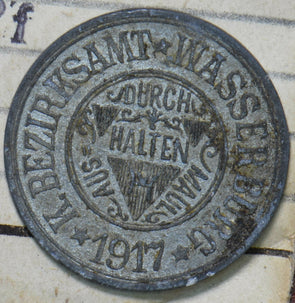 K. BEZIRKSAMT ★ WASSERBURG
★ 1917 ★
DURCH
HALTEN
MAUL
AUS=